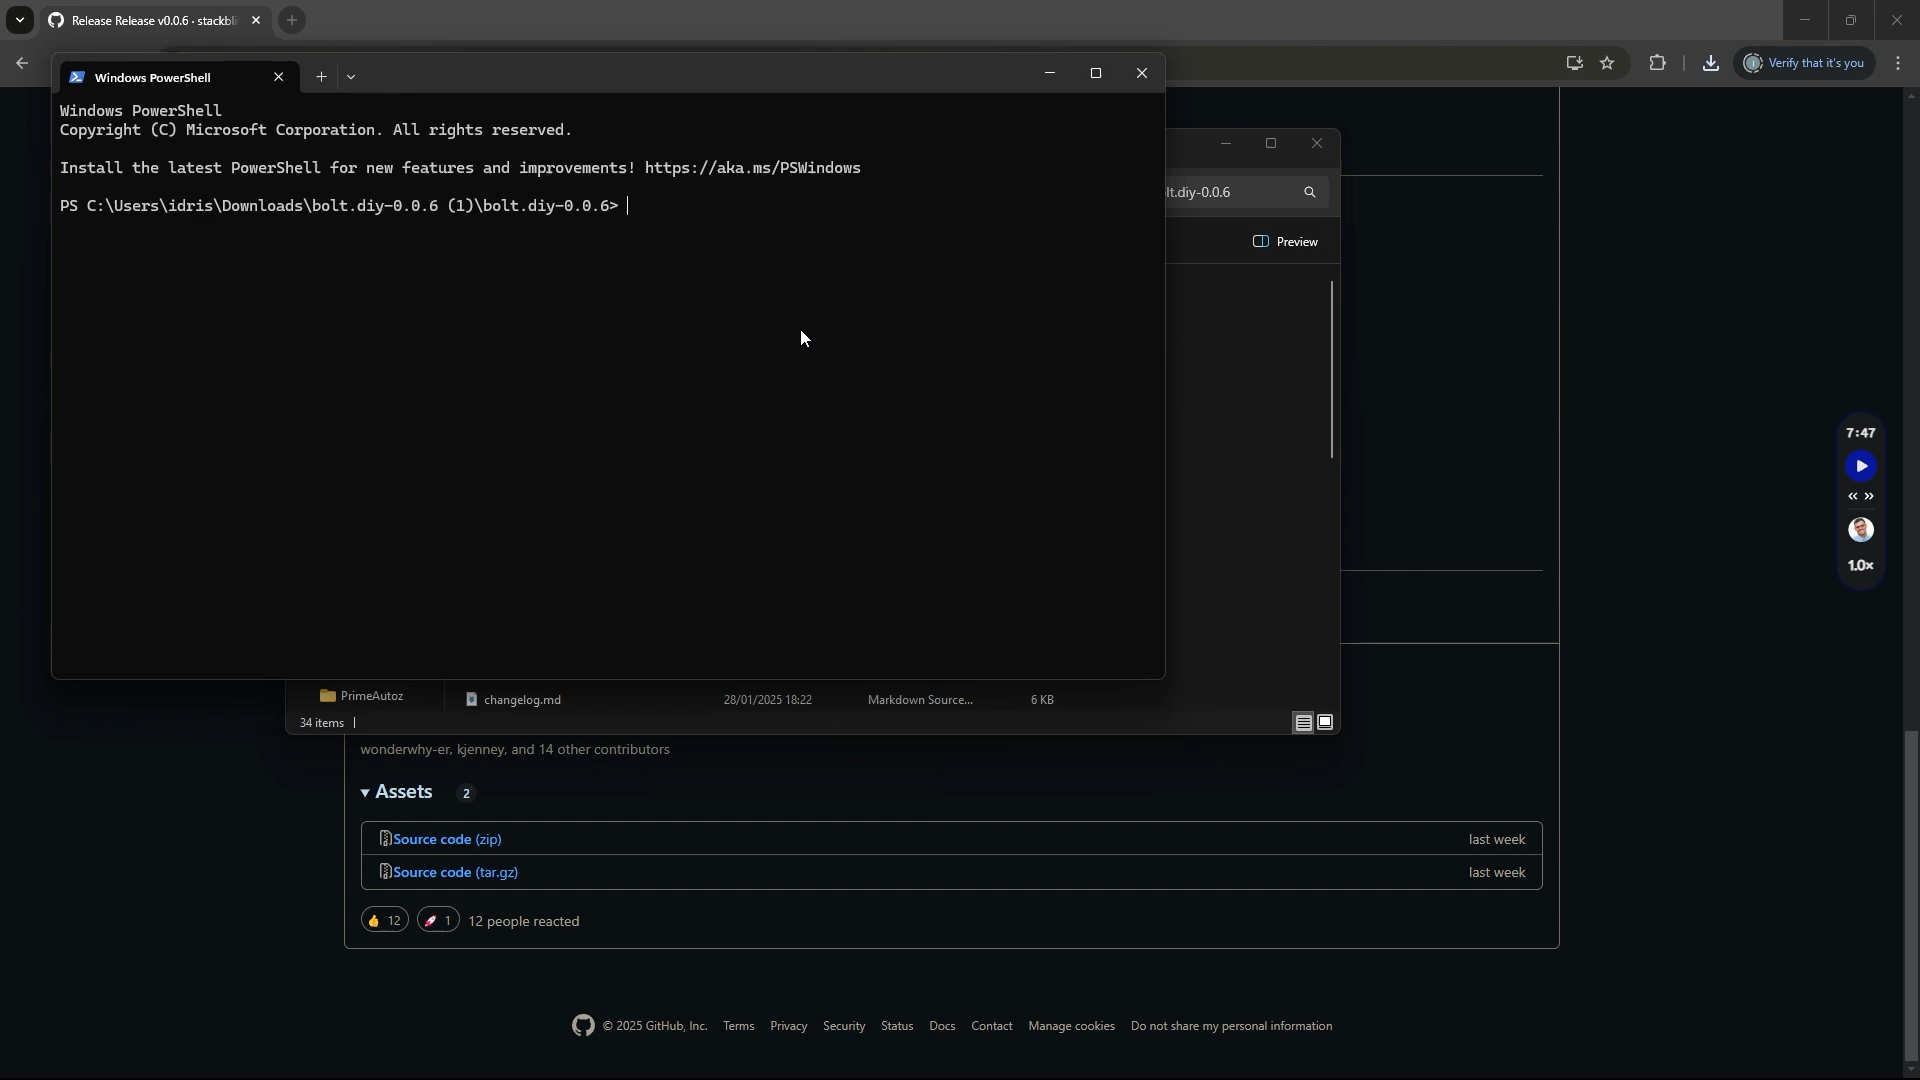 Release Release v0.0.6 · stackbli
Verify that it's you
Windows PowerShell
Windows PowerShell
Copyright (C) Microsoft Corporation. All rights reserved.
Install the latest PowerShell for new features and improvements! https://aka.ms/PSWindows
PS C:\Users\idris\Downloads\bolt.diy-0.0.6 (1)\bolt.diy-0.0.6>
lt.diy-0.0.6
Preview
7:47
1.0×
PrimeAutoz
changelog.md 28/01/2025 18:22 Markdown Source... 6 KB
34 items
wonderwhy-er, kjenney, and 14 other contributors
Assets 2
Source code (zip) last week
Source code (tar.gz) last week
👍 12 🚀 1 12 people reacted
© 2025 GitHub, Inc. Terms Privacy Security Status Docs Contact Manage cookies Do not share my personal information